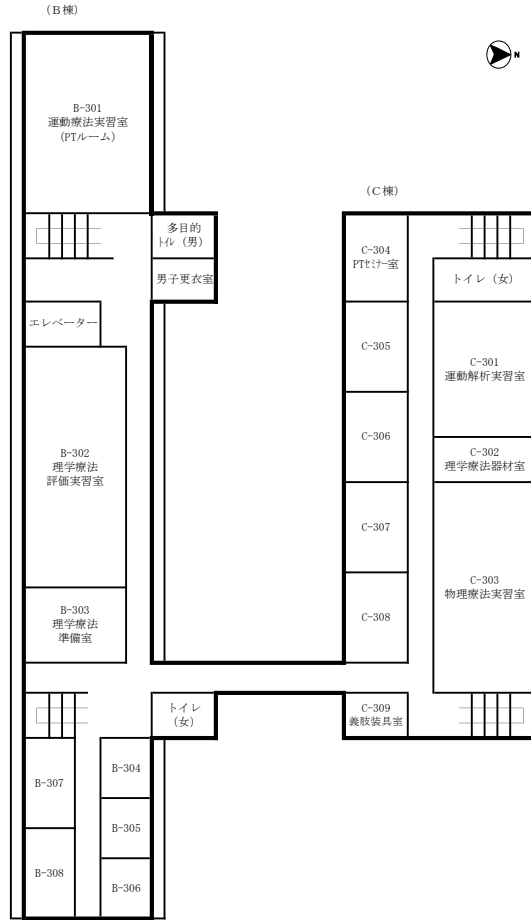 （Ｂ棟）
N
B-301
運動療法実習室
(PTルーム)
（Ｃ棟）
多目的
ﾄｲﾚ（男）
男子更衣室
C-304
PTｾﾐﾅｰ室
トイレ（女）
エレベーター
C-305
C-301
運動解析実習室
B-302
理学療法
評価実習室
C-306
C-302
理学療法器材室
C-307
C-303
物理療法実習室
B-303
理学療法
準備室
C-308
トイレ
（女）
C-309
義肢装具室
B-307
B-304
B-305
B-308
B-306